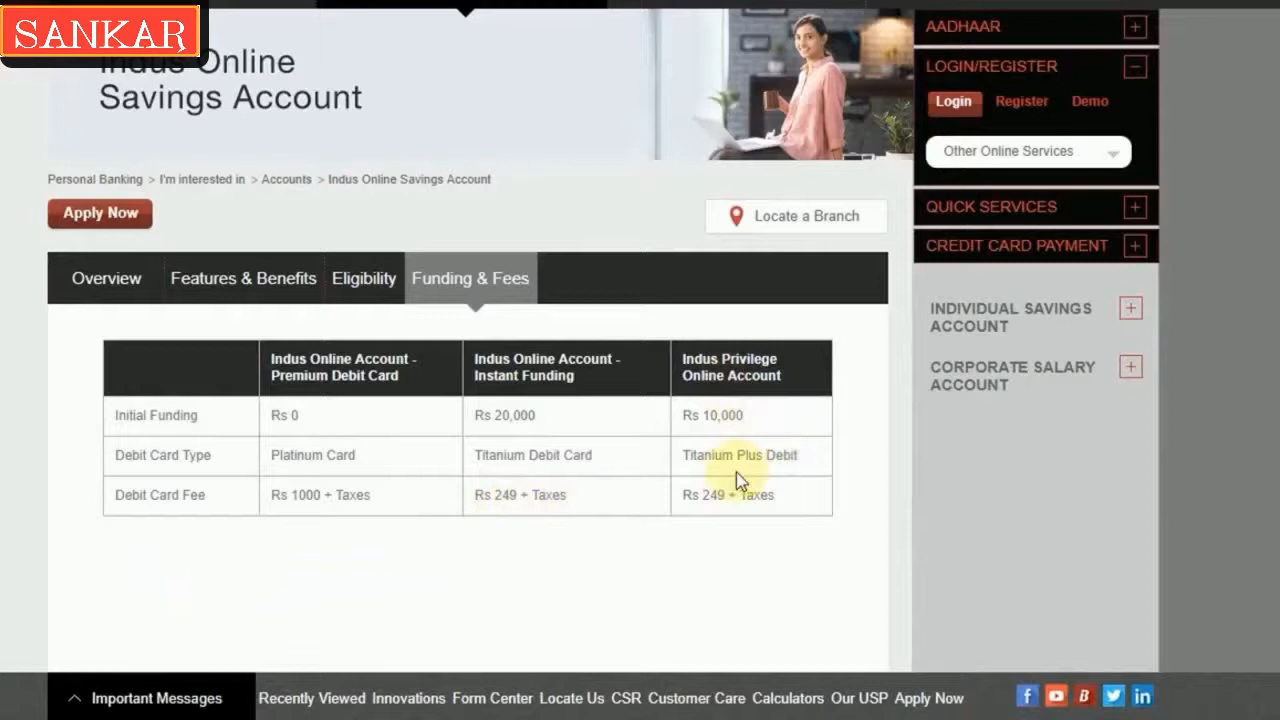 SANKAR
Indus Online
Savings Account
Personal Banking > I'm interested in > Accounts > Indus Online Savings Account
Apply Now
Locate a Branch
AADHAAR
LOGIN/REGISTER
Login Register Demo
Other Online Services
QUICK SERVICES
CREDIT CARD PAYMENT
INDIVIDUAL SAVINGS
ACCOUNT
CORPORATE SALARY
ACCOUNT
Overview Features & Benefits Eligibility Funding & Fees
Indus Online Account -
Premium Debit Card
Indus Online Account -
Instant Funding
Indus Privilege
Online Account
Initial Funding Rs 0 Rs 20,000 Rs 10,000
Debit Card Type Platinum Card Titanium Debit Card Titanium Plus Debit
Debit Card Fee Rs 1000 + Taxes Rs 249 + Taxes Rs 249 + Taxes
Important Messages Recently Viewed Innovations Form Center Locate Us CSR Customer Care Calculators Our USP Apply Now